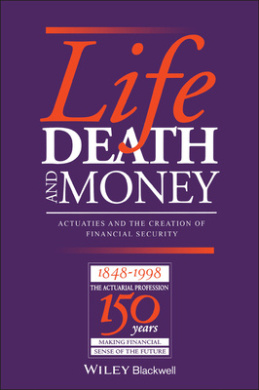 Life
DEATH
AND MONEY
ACTUATIES AND THE CREATION OF
FINANCIAL SECURITY
1848-1998
THE ACTUARIAL PROFESSION
150
years
MAKING FINANCIAL
SENSE OF THE FUTURE
WILEY Blackwell